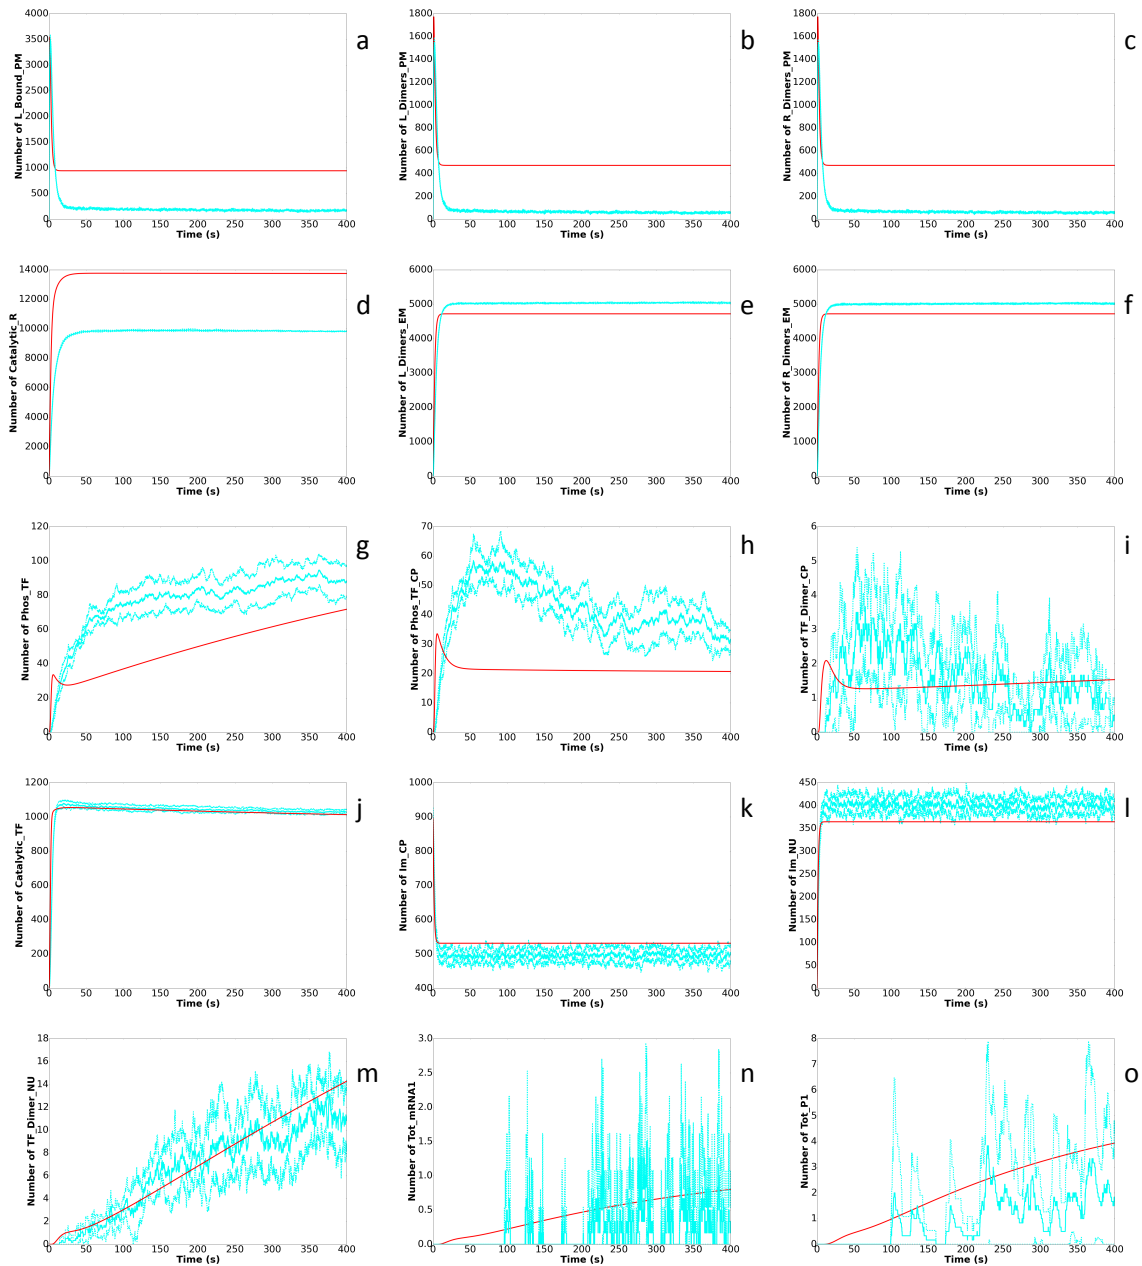 4000
3500
3000
2500
2000
1500
1000
500
0
0 50 100 150 200 250 300 350 400
Number of L_Bound_PM
Time (s)
a
1800
1600
1400
1200
1000
800
600
400
200
0
0 50 100 150 200 250 300 350 400
Number of L_Dimers_PM
Time (s)
b
1800
1600
1400
1200
1000
800
600
400
200
0
0 50 100 150 200 250 300 350 400
Number of R_Dimers_PM
Time (s)
c
14000
12000
10000
8000
6000
4000
2000
0
0 50 100 150 200 250 300 350 400
Number of Catalytic_R
Time (s)
d
6000
5000
4000
3000
2000
1000
0
0 50 100 150 200 250 300 350 400
Number of L_Dimers_EM
Time (s)
e
6000
5000
4000
3000
2000
1000
0
0 50 100 150 200 250 300 350 400
Number of R_Dimers_EM
Time (s)
f
120
100
80
60
40
20
0
0 50 100 150 200 250 300 350 400
Number of Phos_TF
Time (s)
g
70
60
50
40
30
20
10
0
0 50 100 150 200 250 300 350 400
Number of Phos_TF_CP
Time (s)
h
6
5
4
3
2
1
0
0 50 100 150 200 250 300 350 400
Number of TF_Dimer_CP
Time (s)
i
1200
1000
800
600
400
200
0
0 50 100 150 200 250 300 350 400
Number of Catalytic_TF
Time (s)
j
1000
900
800
700
600
500
400
0 50 100 150 200 250 300 350 400
Number of Im_CP
Time (s)
k
450
400
350
300
250
200
150
100
50
0
0 50 100 150 200 250 300 350 400
Number of Im_NU
Time (s)
l
18
16
14
12
10
8
6
4
2
0
0 50 100 150 200 250 300 350 400
Number of TF_Dimer_NU
Time (s)
m
3.0
2.5
2.0
1.5
1.0
0.5
0.0
0 50 100 150 200 250 300 350 400
Number of Tot_mRNA1
Time (s)
n
8
7
6
5
4
3
2
1
0
0 50 100 150 200 250 300 350 400
Number of Tot_P1
Time (s)
o